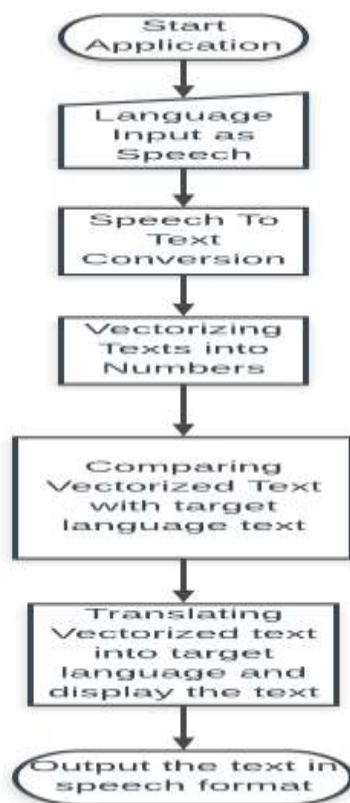 Start
Application
Language
Input as
Speech
Speech To
Text
Conversion
Vectorizing
Texts into
Numbers
Comparing
Vectorized Text
with target
language text
Translating
Vectorized text
into target
language and
display the text
Output the text in
speech format